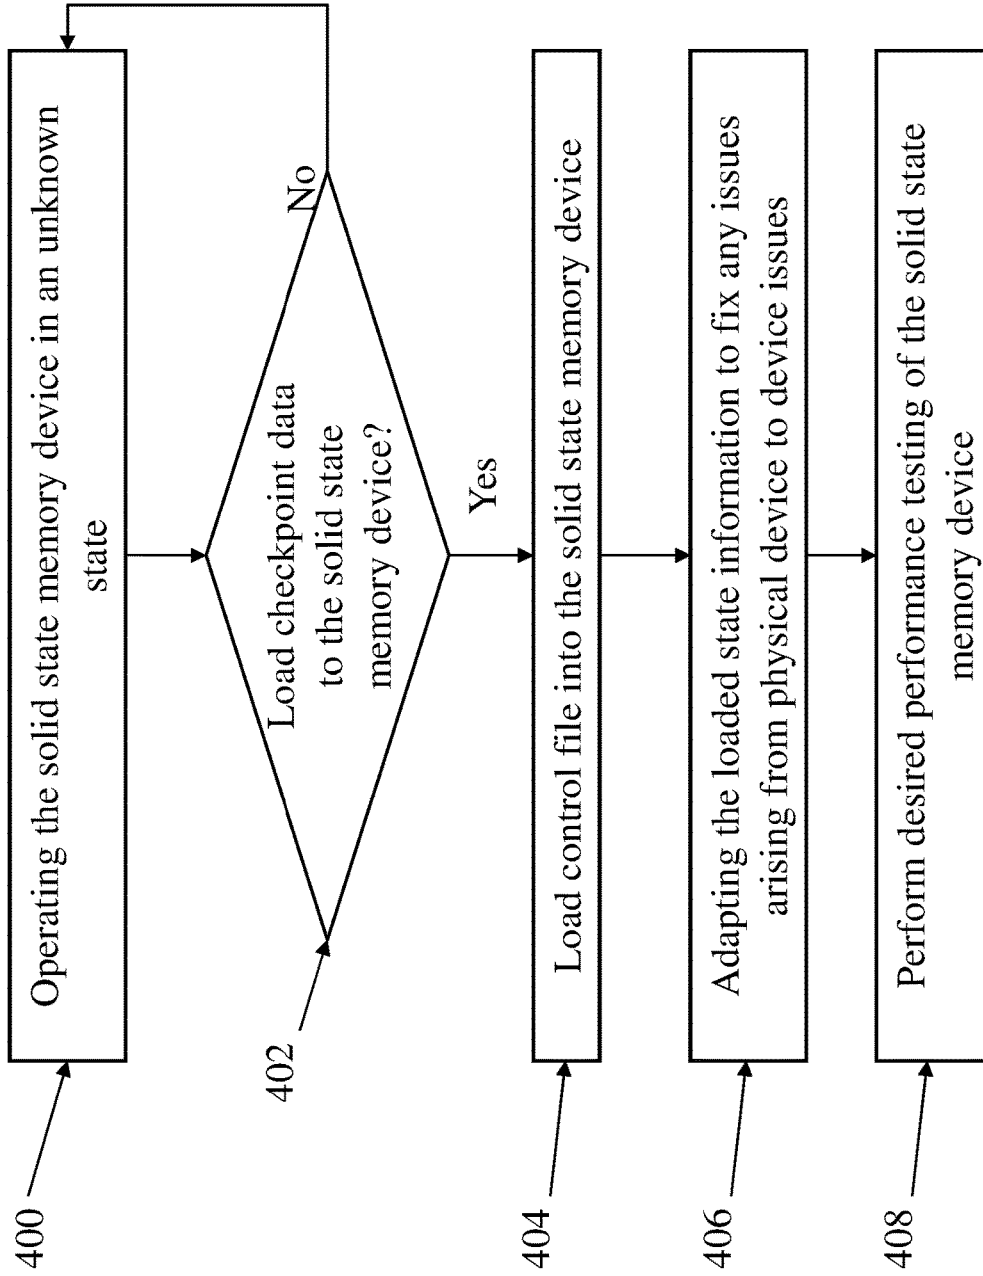 400
Operating the solid state memory device in an unknown
state
402
Load checkpoint data
to the solid state
memory device?
No
Yes
404
Load control file into the solid state memory device
406
Adapting the loaded state information to fix any issues
arising from physical device to device issues
408
Perform desired performance testing of the solid state
memory device